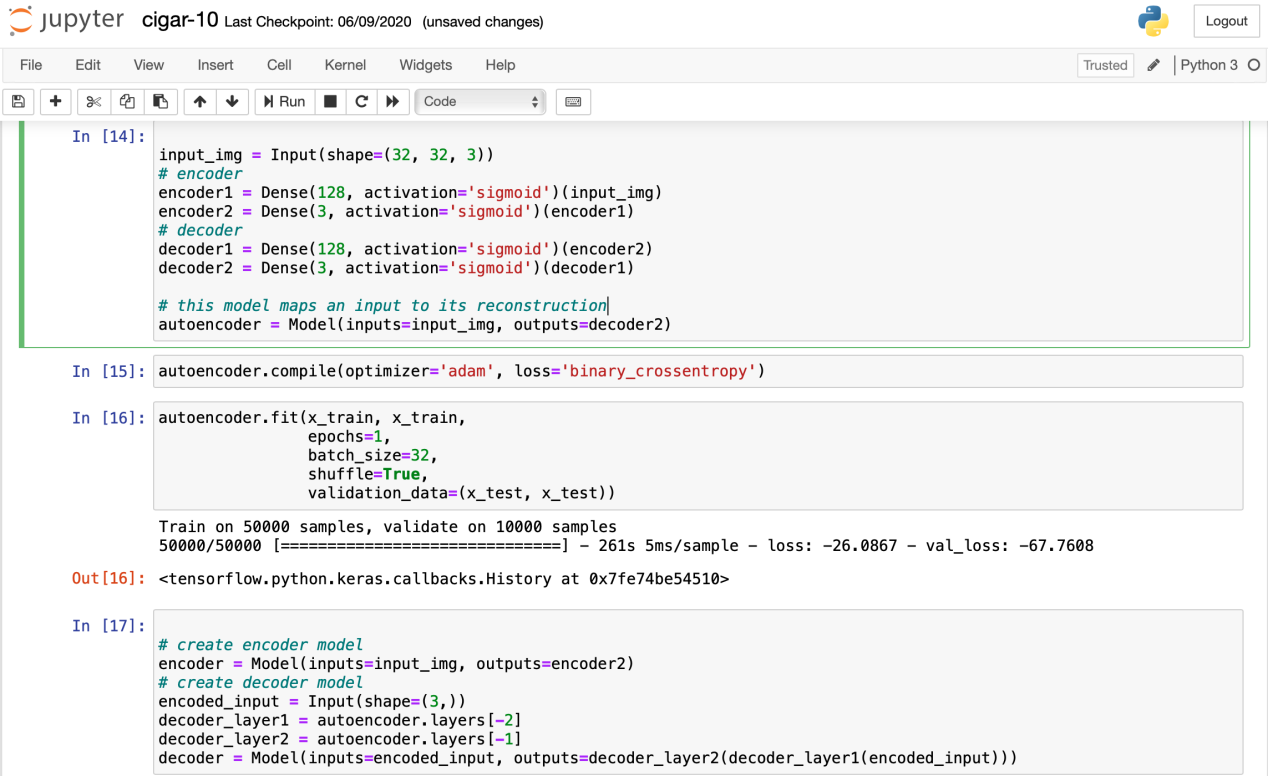 jupyter cigar-10 Last Checkpoint: 06/09/2020 (unsaved changes) Logout
File Edit View Insert Cell Kernel Widgets Help Trusted Python 3
Run Code
In [14]:
input_img = Input(shape=(32, 32, 3))
# encoder
encoder1 = Dense(128, activation='sigmoid')(input_img)
encoder2 = Dense(3, activation='sigmoid')(encoder1)
# decoder
decoder1 = Dense(128, activation='sigmoid')(encoder2)
decoder2 = Dense(3, activation='sigmoid')(decoder1)
# this model maps an input to its reconstruction
autoencoder = Model(inputs=input_img, outputs=decoder2)
In [15]: autoencoder.compile(optimizer='adam', loss='binary_crossentropy')
In [16]: autoencoder.fit(x_train, x_train,
epochs=1,
batch_size=32,
shuffle=True,
validation_data=(x_test, x_test))
Train on 50000 samples, validate on 10000 samples
50000/50000 [==============================] - 261s 5ms/sample - loss: -26.0867 - val_loss: -67.7608
Out[16]: <tensorflow.python.keras.callbacks.History at 0x7fe74be54510>
In [17]:
# create encoder model
encoder = Model(inputs=input_img, outputs=encoder2)
# create decoder model
encoded_input = Input(shape=(3,))
decoder_layer1 = autoencoder.layers[-2]
decoder_layer2 = autoencoder.layers[-1]
decoder = Model(inputs=encoded_input, outputs=decoder_layer2(decoder_layer1(encoded_input)))